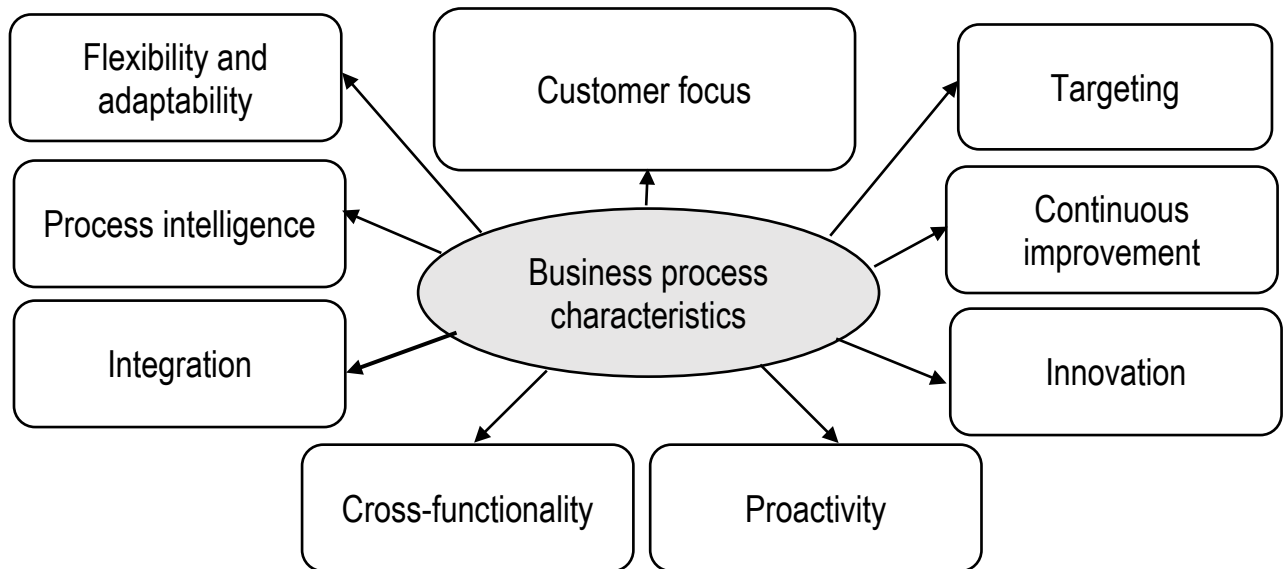 Flexibility and
adaptability
Customer focus
Targeting
Process intelligence
Continuous
improvement
Business process
characteristics
Integration
Innovation
Cross-functionality
Proactivity